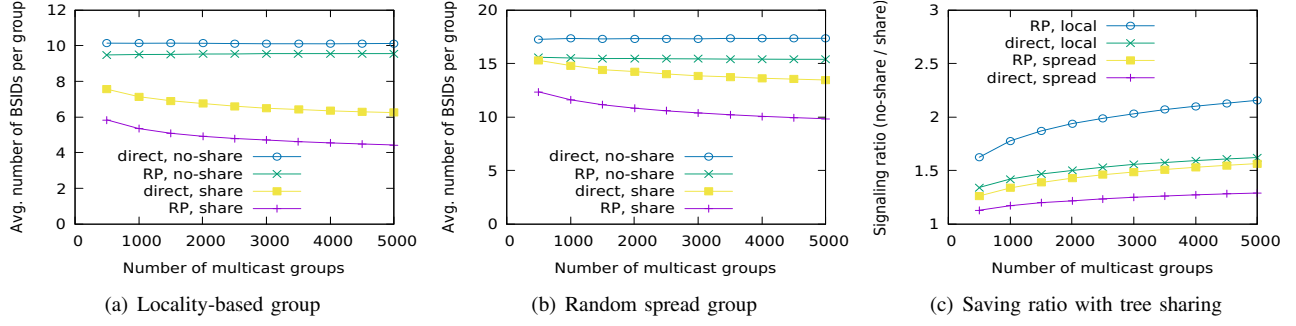 Avg. number of BSIDs per group
12
10
8
6
4
2
0
direct, no-share
RP, no-share
direct, share
RP, share
0 1000 2000 3000 4000 5000
Number of multicast groups
(a) Locality-based group
Avg. number of BSIDs per group
20
15
10
5
0
direct, no-share
RP, no-share
direct, share
RP, share
0 1000 2000 3000 4000 5000
Number of multicast groups
(b) Random spread group
Signaling ratio (no-share / share)
3
2.5
2
1.5
1
RP, local
direct, local
RP, spread
direct, spread
0 1000 2000 3000 4000 5000
Number of multicast groups
(c) Saving ratio with tree sharing